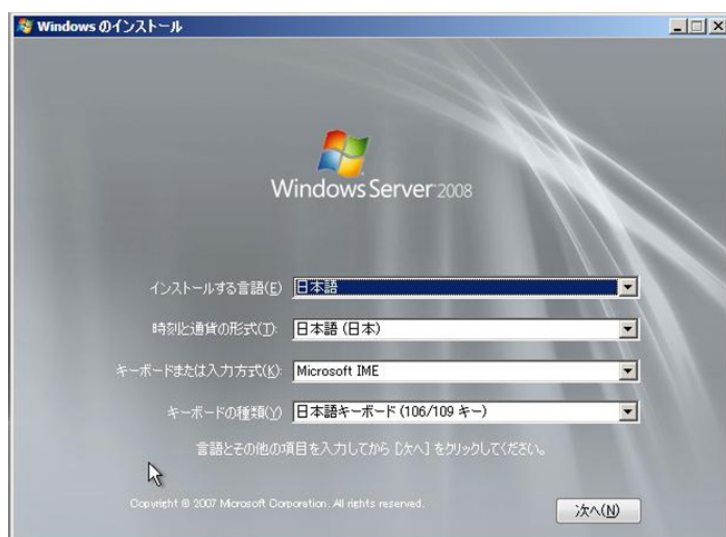 Windows のインストール
Windows Server 2008
インストールする言語(E) 日本語
時刻と通貨の形式(T): 日本語 (日本)
キーボードまたは入力方式(K): Microsoft IME
キーボードの種類(Y) 日本語キーボード (106/109 キー)
言語とその他の項目を入力してから [次へ] をクリックしてください。
Copyright © 2007 Microsoft Corporation. All rights reserved.
次へ(N)